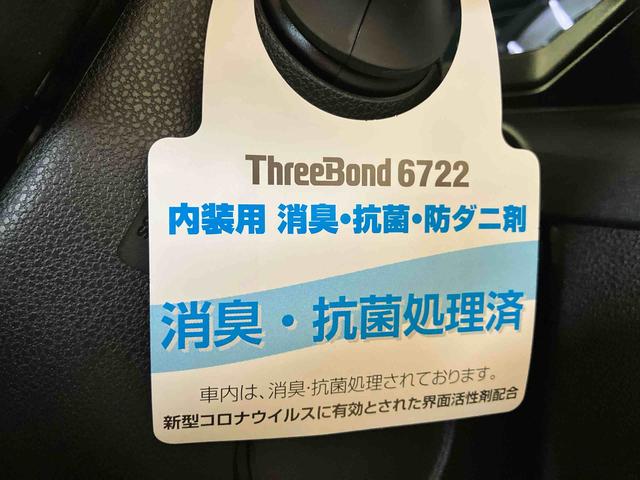 ThreeBond 6722
内装用 消臭・抗菌・防ダニ剤
消臭・抗菌処理済
車内は、消臭・抗菌処理されております。
新型コロナウイルスに有効とされた界面活性剤配合